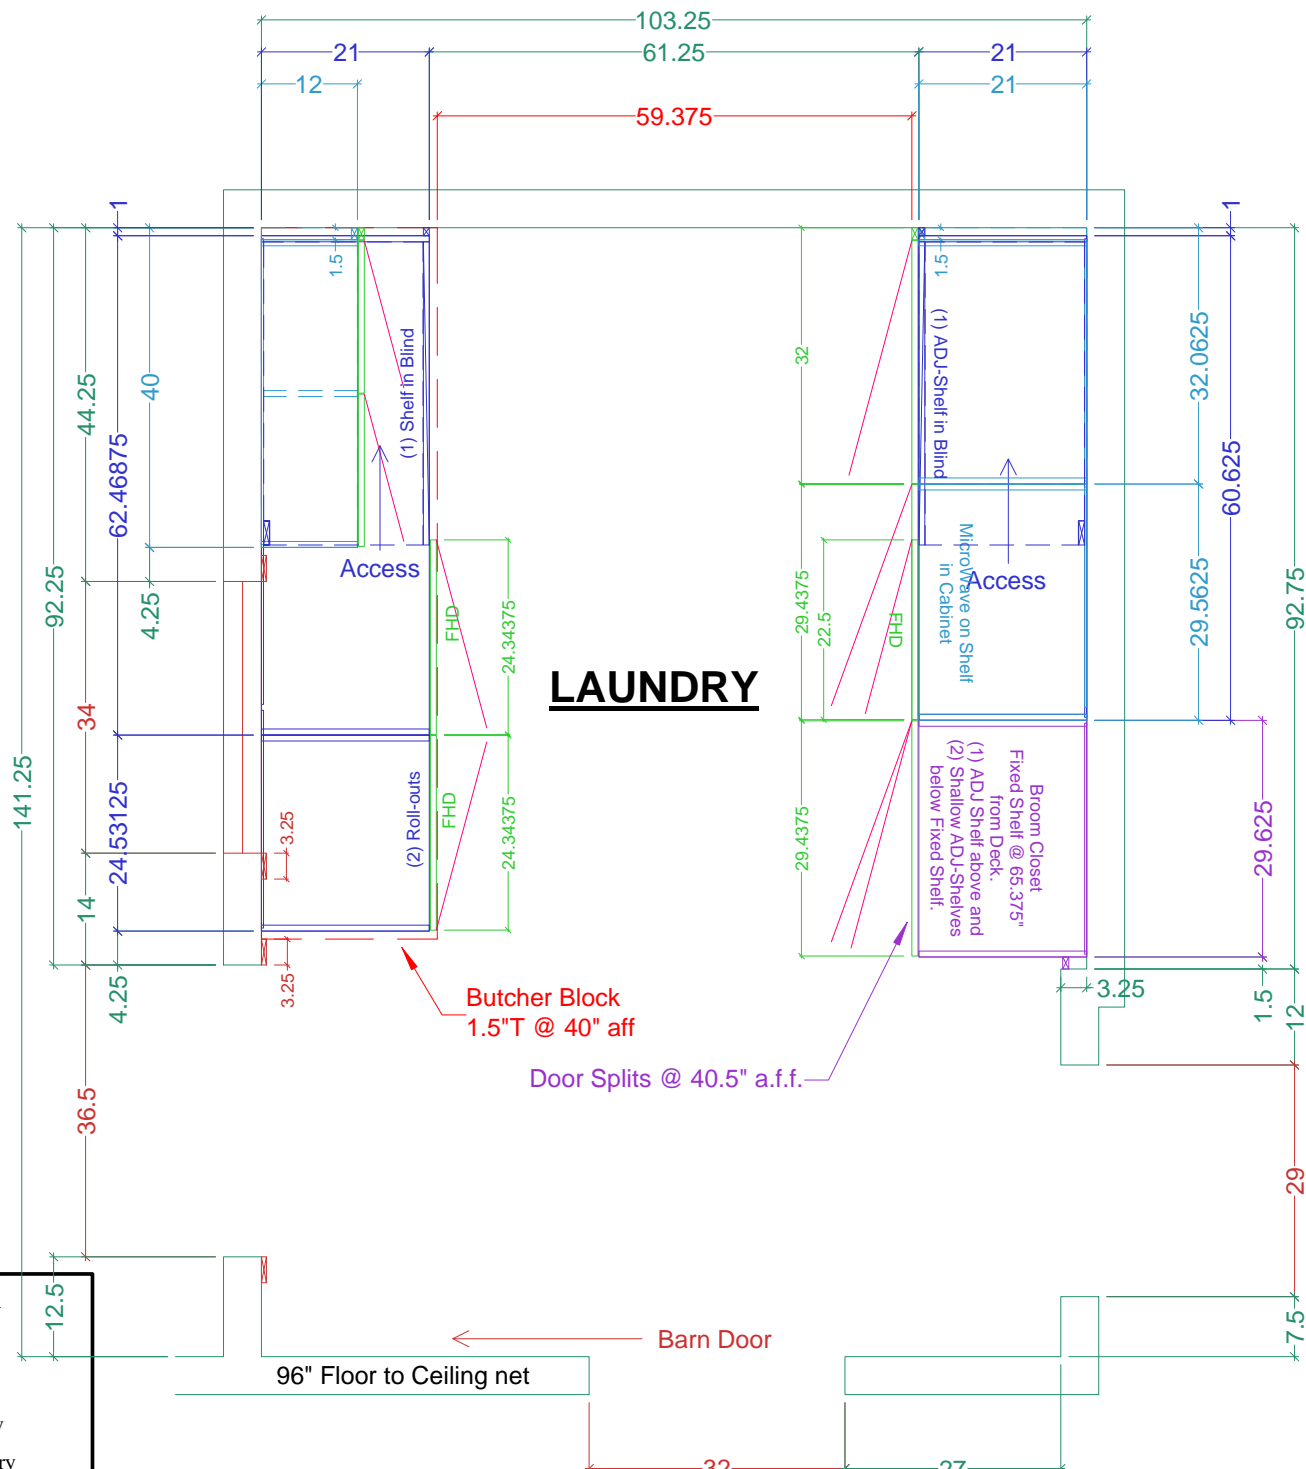 103.25
21
61.25
21
12
21
59.375
1
1
1.5
1.5
(1) Shelf in Blind
(1) ADJ-Shelf in Blind
32
32.0625
40
44.25
62.46875
60.625
Access
Access
MicroWave on Shelf
in Cabinet
4.25
92.25
92.75
FHD
24.34375
29.4375
22.5
FHD
29.5625
LAUNDRY
34
141.25
24.53125
3.25
(2) Roll-outs
FHD
24.34375
29.4375
Broom Closet
Fixed Shelf @ 65.375"
from Deck.
(1) ADJ Shelf above and
(2) Shallow ADJ-Shelves
below Fixed Shelf.
29.625
14
4.25
3.25
Butcher Block
1.5"T @ 40" aff
3.25
1.5
12
Door Splits @ 40.5" a.f.f.
36.5
29
12.5
7.5
Barn Door
96" Floor to Ceiling net
32
27